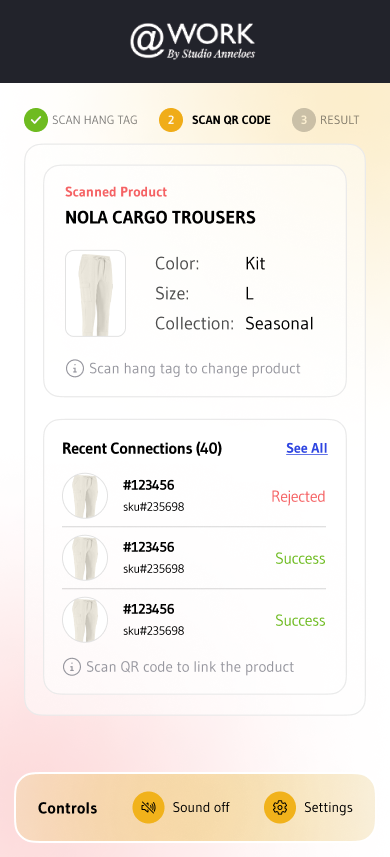 @WORK
By Studio Anneloes
SCAN HANG TAG
2 SCAN QR CODE
3 RESULT
Scanned Product
NOLA CARGO TROUSERS
Color: Kit
Size: L
Collection: Seasonal
Scan hang tag to change product
Recent Connections (40) See All
#123456
sku#235698
Rejected
#123456
sku#235698
Success
#123456
sku#235698
Success
Scan QR code to link the product
Controls Sound off Settings